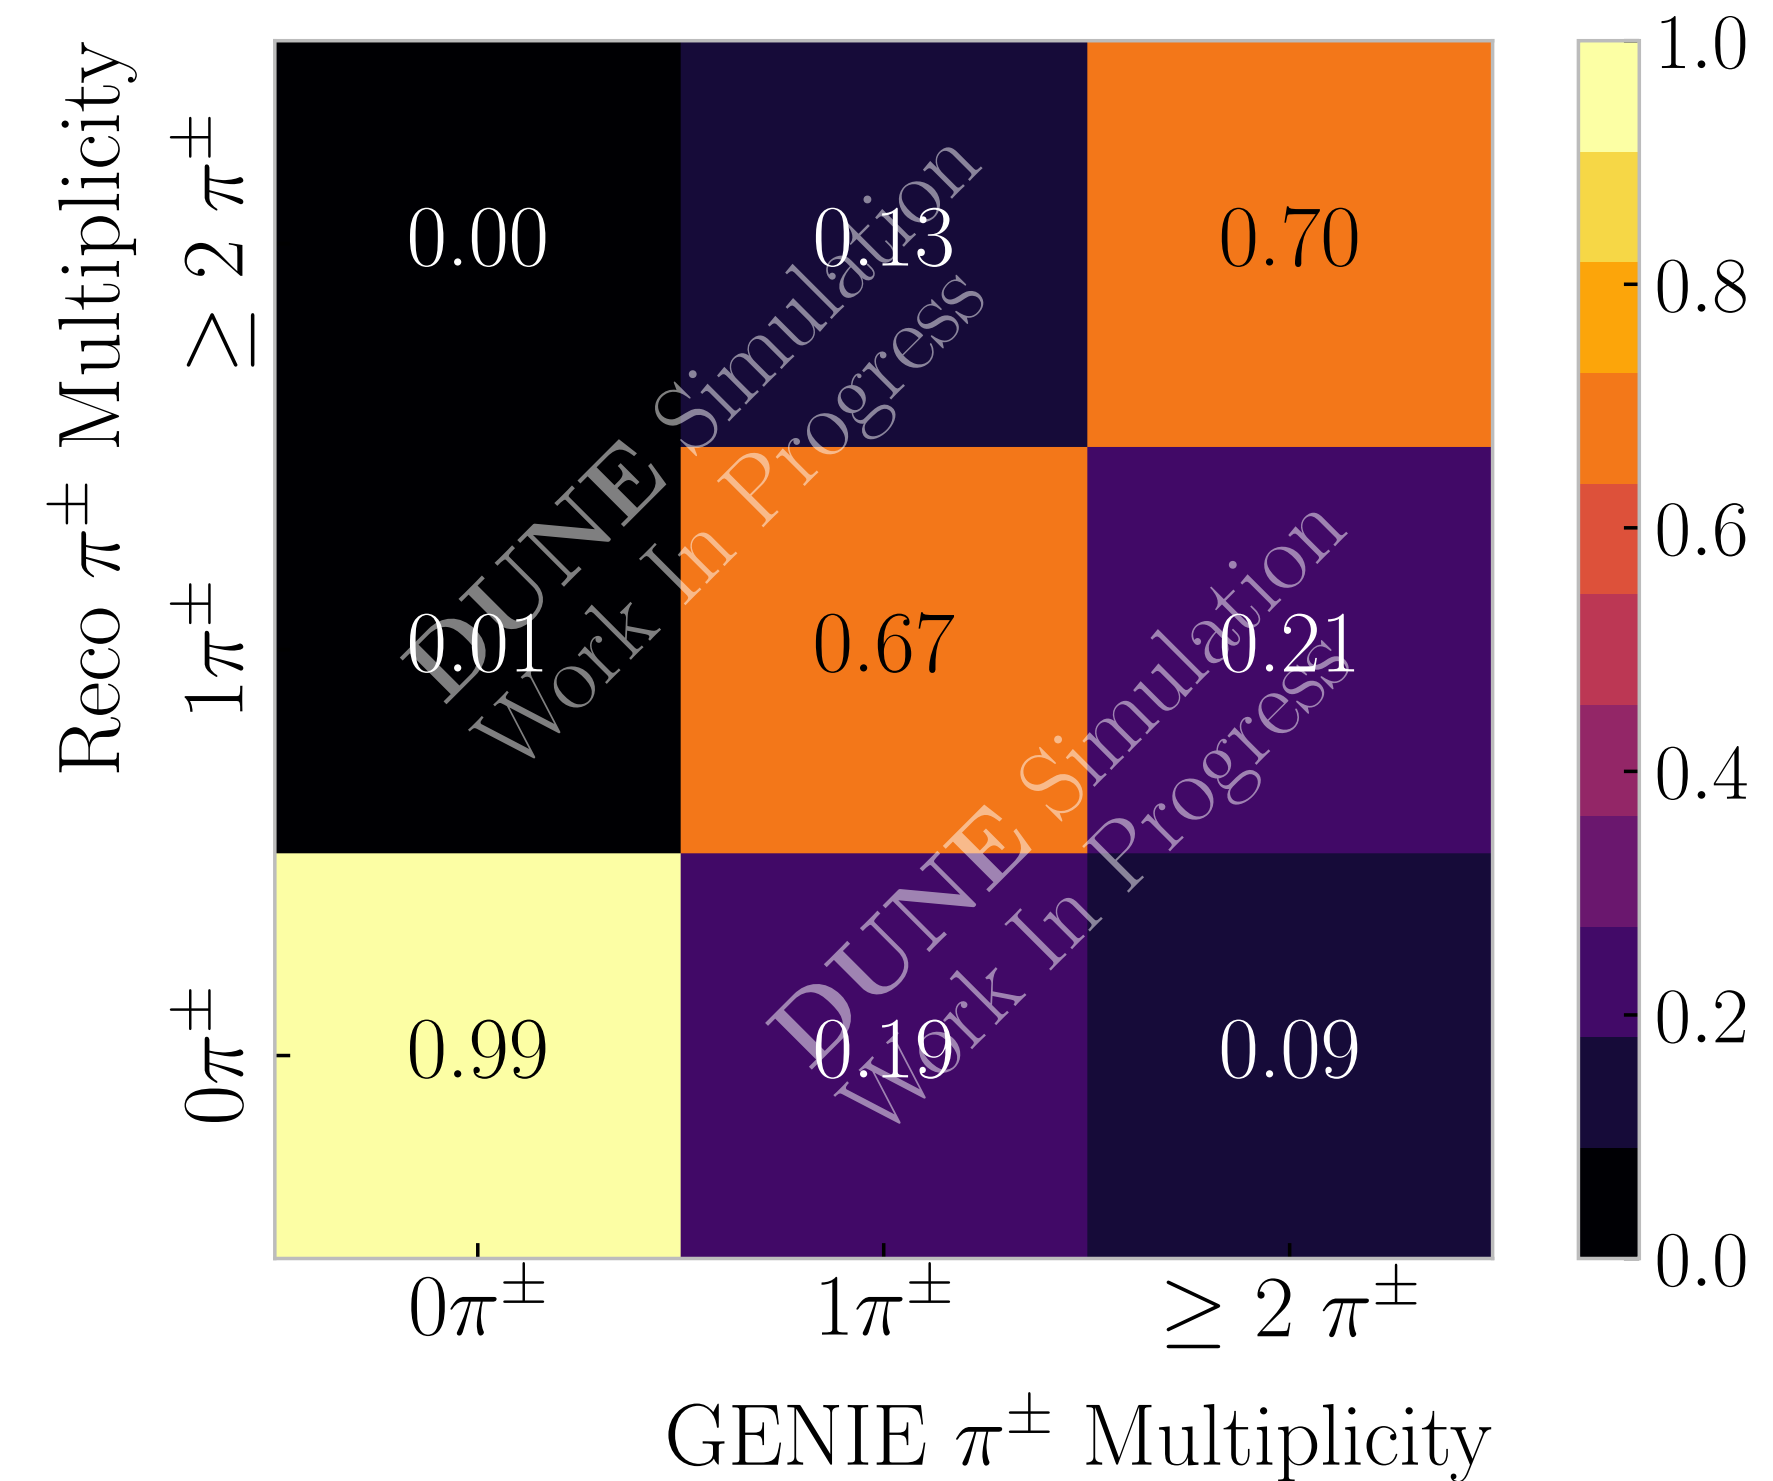 Reco π± Multiplicity
≥ 2 π±
1π±
0π±
0.00 0.13 0.70
0.01 0.67 0.21
0.99 0.19 0.09
DUNE Simulation
Work In Progress
DUNE Simulation
Work In Progress
0π± 1π± ≥ 2 π±
GENIE π± Multiplicity
1.0
0.8
0.6
0.4
0.2
0.0